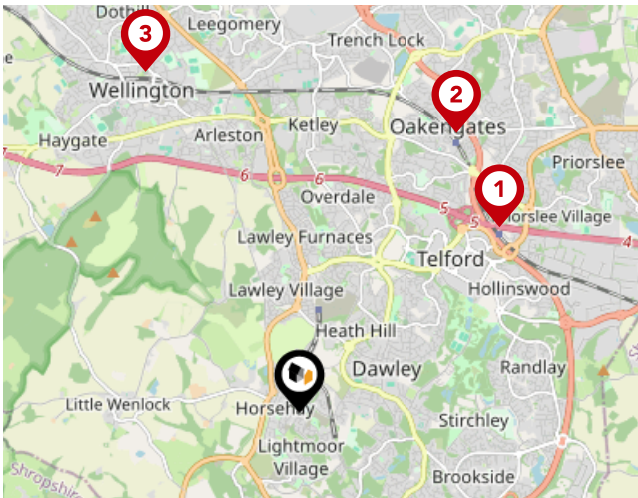 Dothill
Leegomery
3
Trench Lock
Wellington
2
Oakengates
Haygate
Arleston
Ketley
Priorslee
7
6
6
Overdale
1
5
5
Priorslee Village
4
Lawley Furnaces
Telford
Lawley Village
Hollinswood
Heath Hill
Dawley
Randlay
Little Wenlock
Horsehay
Stirchley
Lightmoor
Village
Brookside
Shropshire